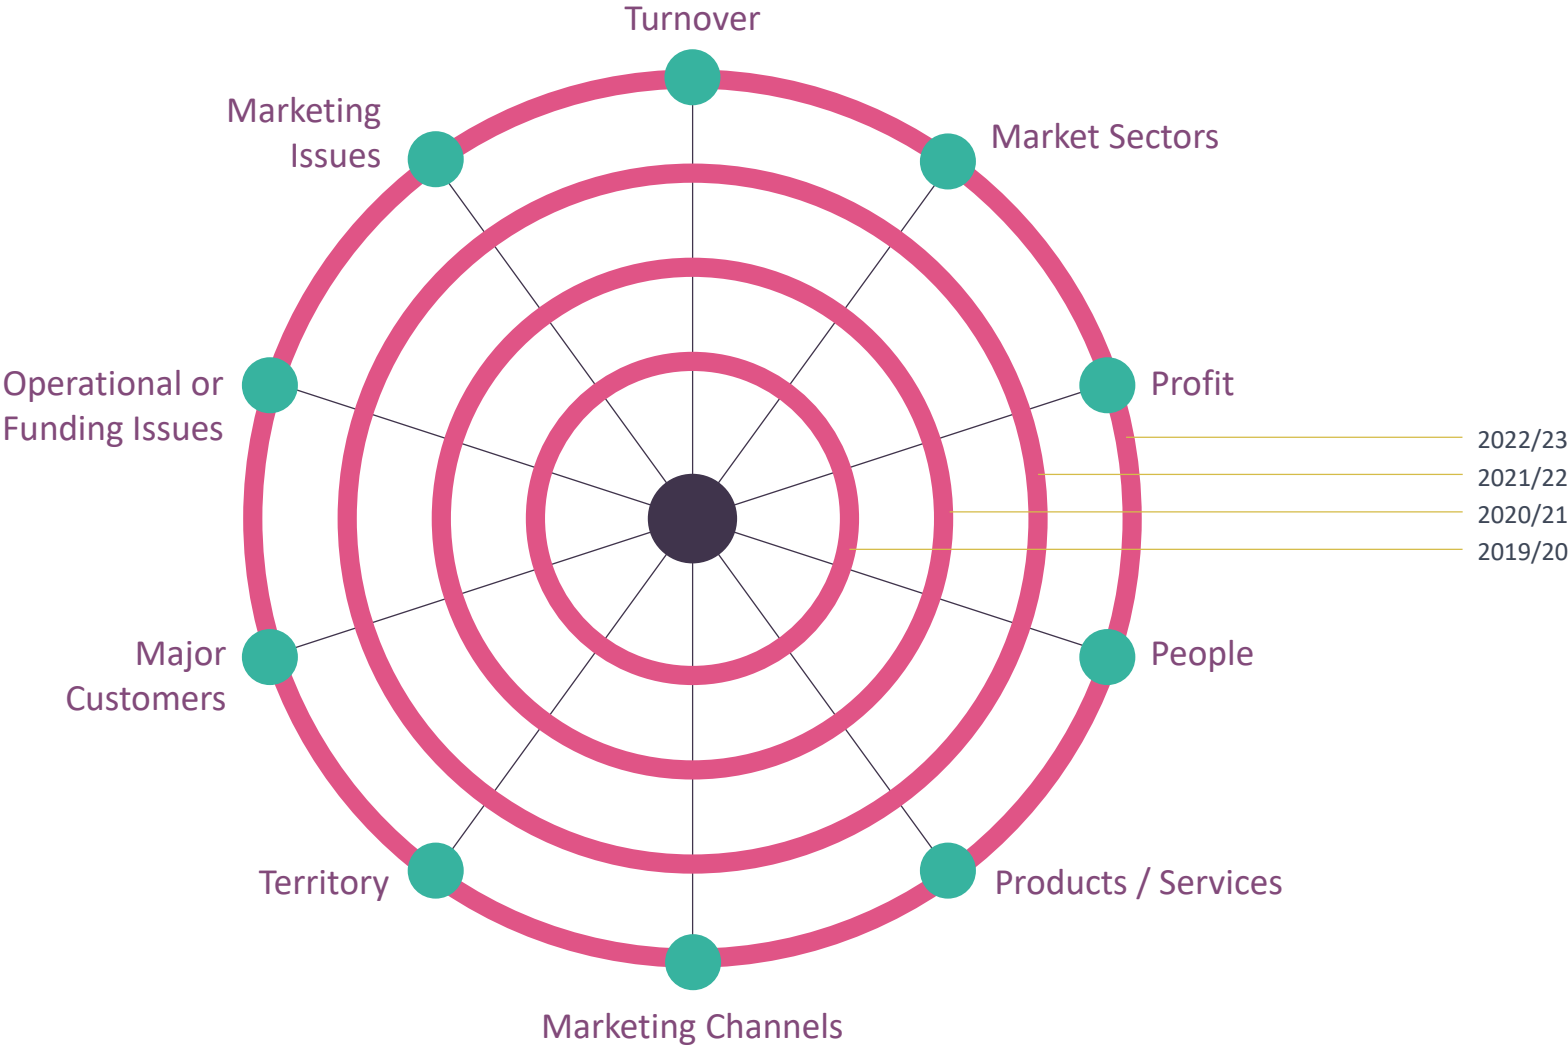 Turnover
Marketing
Issues
Market Sectors
Operational or
Funding Issues
Profit
2022/23
2021/22
2020/21
2019/20
Major
Customers
People
Territory
Products / Services
Marketing Channels